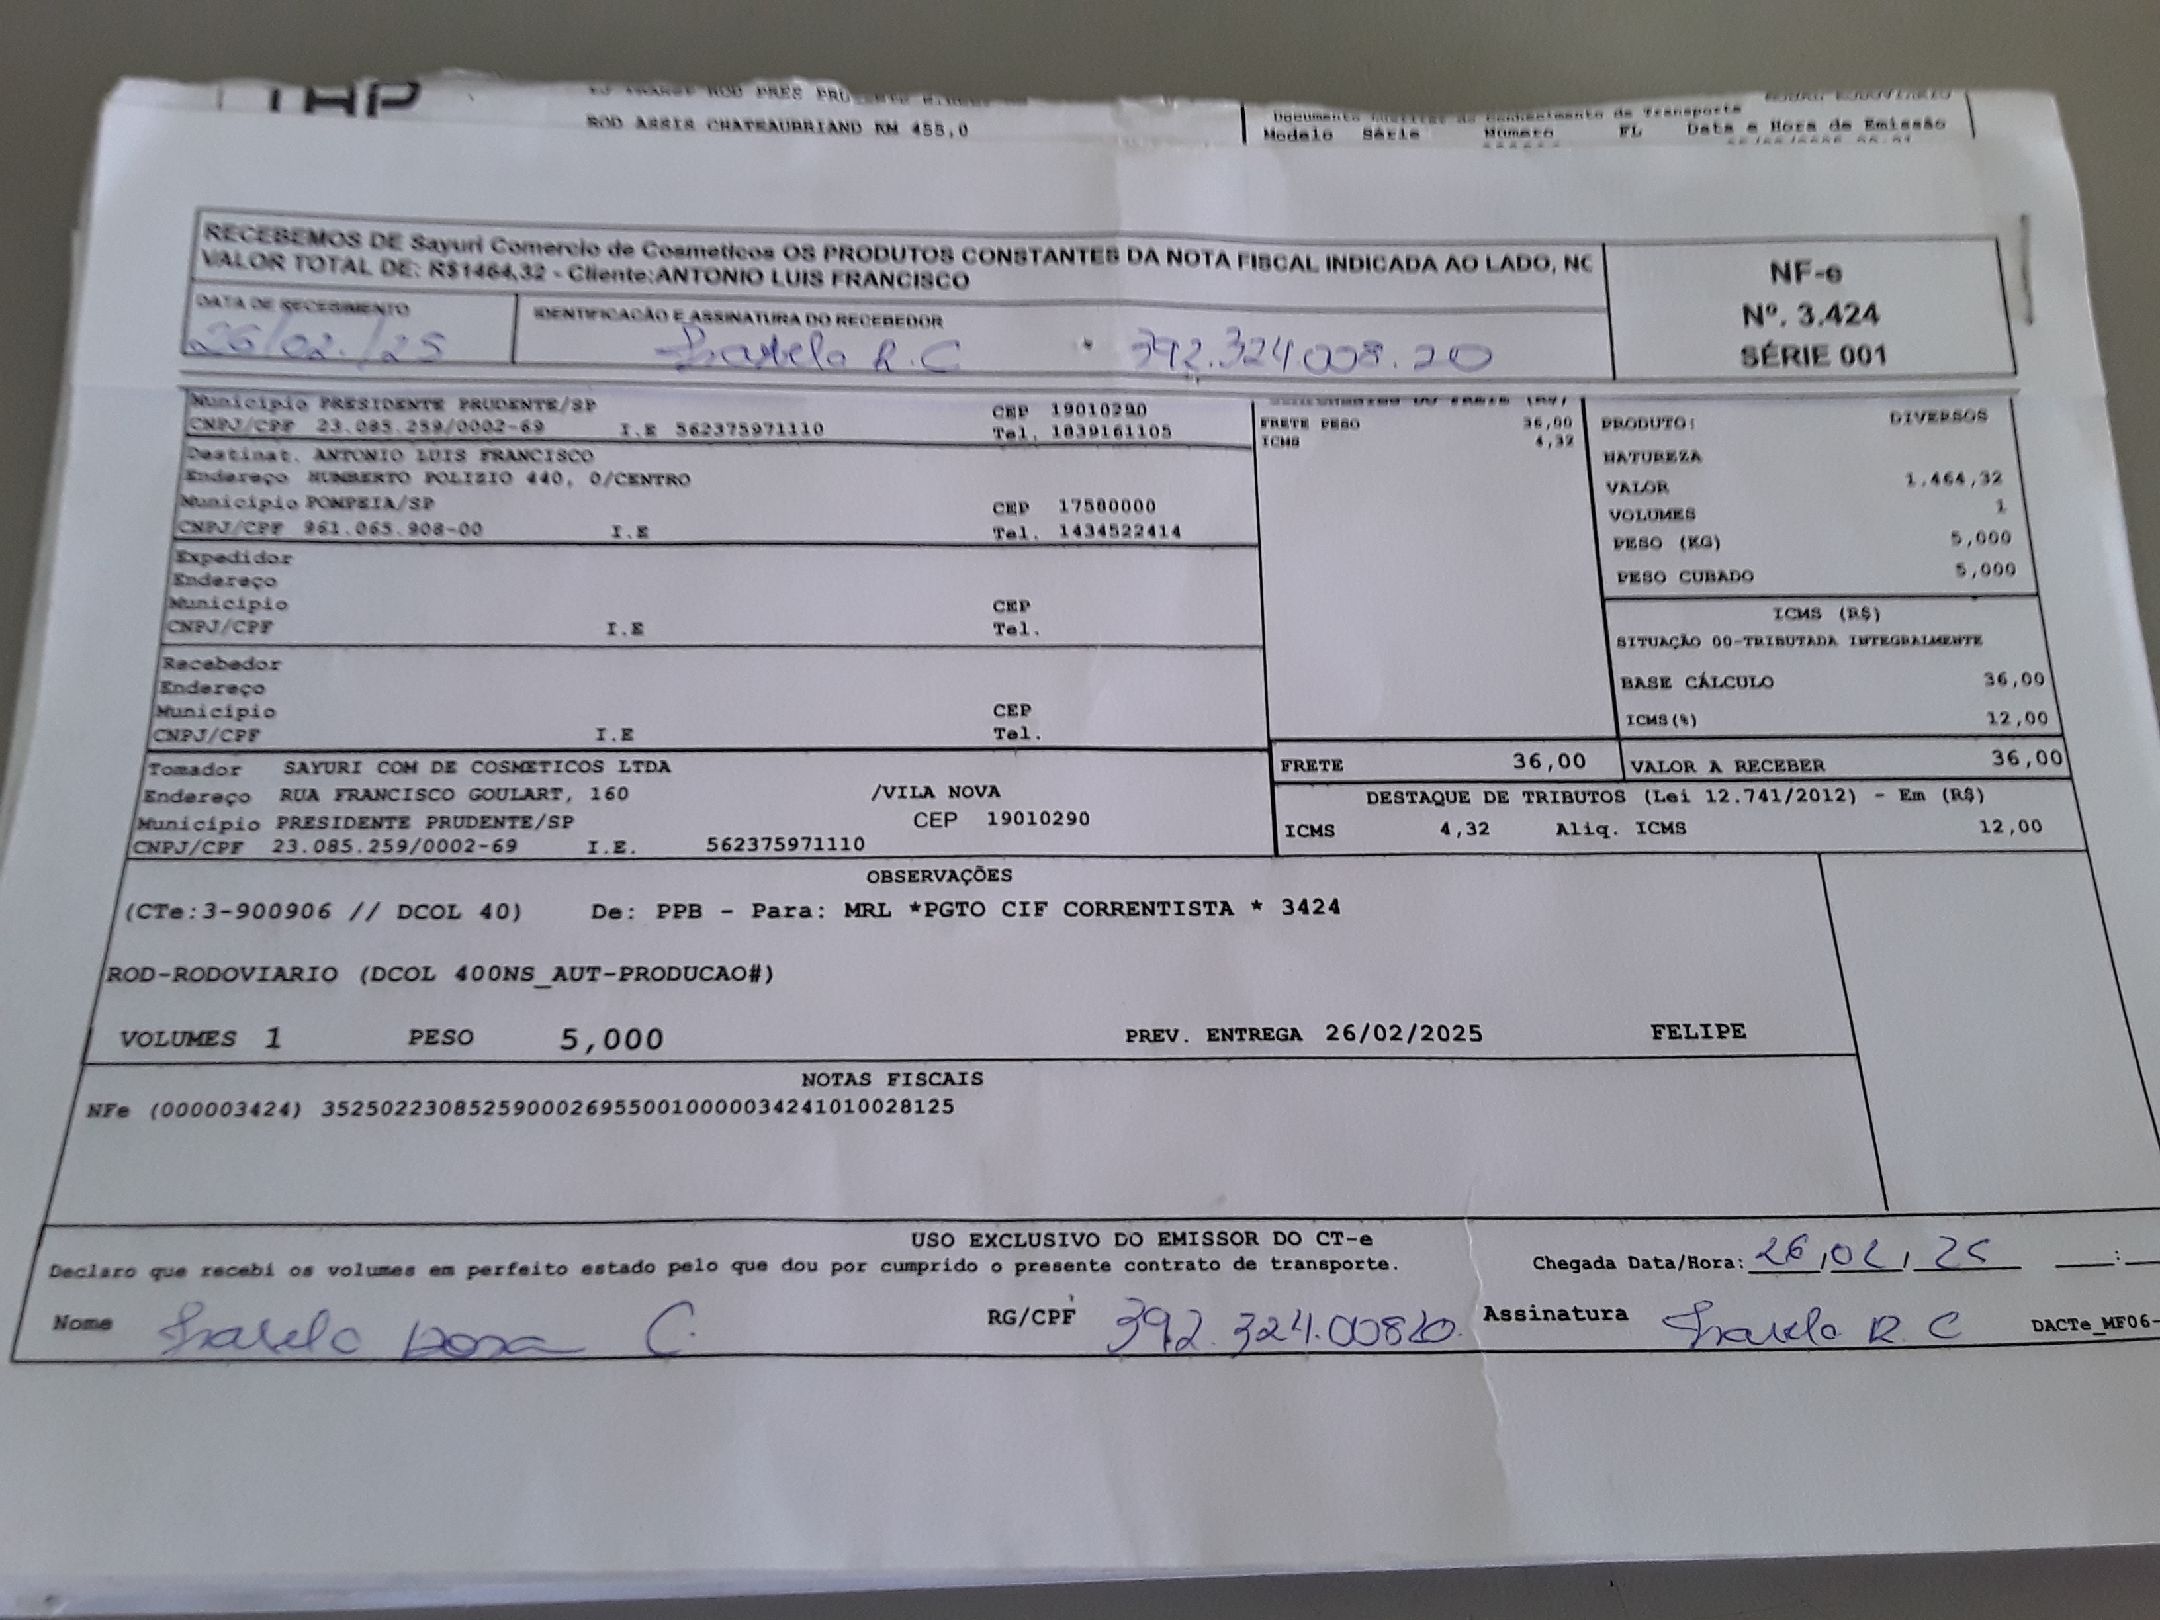 ROD ASSIS CHATEAUBRIAND KM 455,0
Documento Auxiliar do Conhecimento de Transporte
Modelo Série Número FL Data e Hora de Emissão
RECEBEMOS DE Sayuri Comercio de Cosmeticos OS PRODUTOS CONSTANTES DA NOTA FISCAL INDICADA AO LADO, NO
VALOR TOTAL DE: R$1464,32 - Cliente:ANTONIO LUIS FRANCISCO
NF-e
Nº. 3.424
SÉRIE 001
DATA DE RECEBIMENTO
26/02/25
IDENTIFICAÇÃO E ASSINATURA DO RECEBEDOR
R.C 392.324.008.20
Município PRESIDENTE PRUDENTE/SP CEP 19010290
CNPJ/CPF 23.085.259/0002-69 I.E 562375971110 Tel. 1839161105
Destinat. ANTONIO LUIS FRANCISCO
Endereço HUMBERTO POLIZIO 440, 0/CENTRO
Município POMPEIA/SP CEP 17580000
CNPJ/CPF 961.065.908-00 I.E Tel. 1434522414
Expedidor
Endereço
Município CEP
CNPJ/CPF I.E Tel.
Recebedor
Endereço
Município CEP
CNPJ/CPF I.E Tel.
Tomador SAYURI COM DE COSMETICOS LTDA
Endereço RUA FRANCISCO GOULART, 160 /VILA NOVA
Município PRESIDENTE PRUDENTE/SP CEP 19010290
CNPJ/CPF 23.085.259/0002-69 I.E. 562375971110
FRETE PESO 36,00
ICMS 4,32
PRODUTO: DIVERSOS
NATUREZA
VALOR 1.464,32
VOLUMES 1
PESO (KG) 5,000
PESO CUBADO 5,000
ICMS (R$)
SITUAÇÃO 00-TRIBUTADA INTEGRALMENTE
BASE CÁLCULO 36,00
ICMS(%) 12,00
FRETE 36,00 VALOR A RECEBER 36,00
DESTAQUE DE TRIBUTOS (Lei 12.741/2012) - Em (R$)
ICMS 4,32 Aliq. ICMS 12,00
OBSERVAÇÕES
(CTe:3-900906 // DCOL 40) De: PPB - Para: MRL *PGTO CIF CORRENTISTA * 3424
ROD-RODOVIARIO (DCOL 400NS_AUT-PRODUCAO#)
VOLUMES 1 PESO 5,000 PREV. ENTREGA 26/02/2025 FELIPE
NOTAS FISCAIS
NFe (000003424) 35250223085259000269550010000034241010028125
USO EXCLUSIVO DO EMISSOR DO CT-e
Declaro que recebi os volumes em perfeito estado pelo que dou por cumprido o presente contrato de transporte.
Chegada Data/Hora: 26/02/25 :
Nome C. RG/CPF 392.324.00820 Assinatura R.C DACTe_MF06-